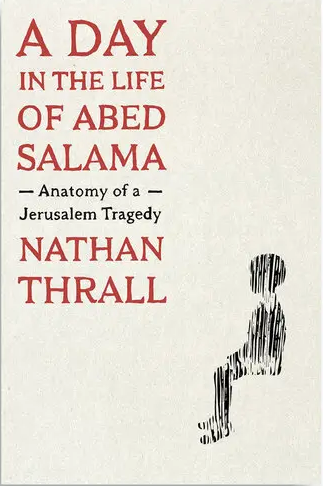 A DAY
IN THE LIFE
OF ABED
SALAMA
— Anatomy of a —
Jerusalem Tragedy
NATHAN
THRALL